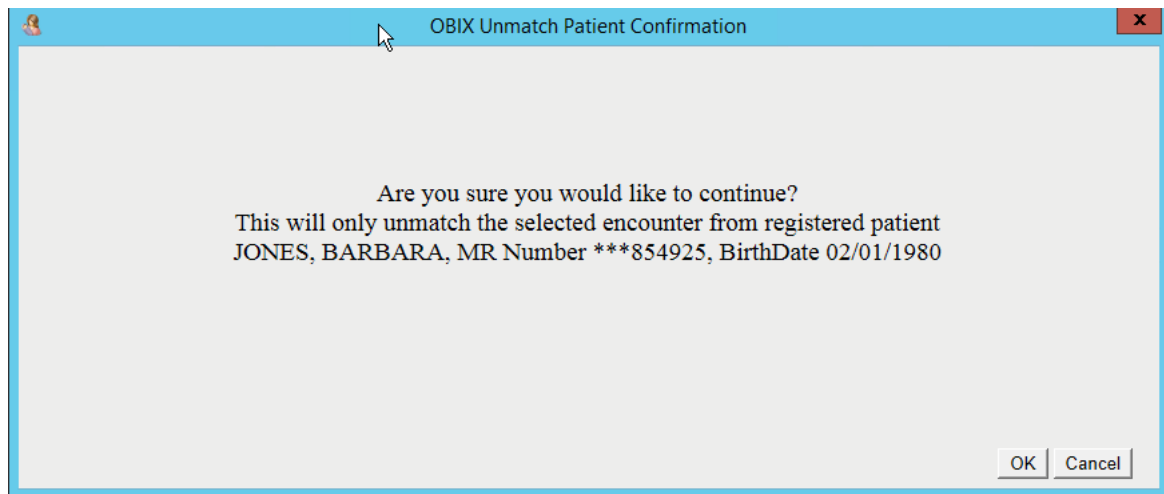 OBIX Unmatch Patient Confirmation
x
Are you sure you would like to continue?
This will only unmatch the selected encounter from registered patient
JONES, BARBARA, MR Number ***854925, BirthDate 02/01/1980
OK Cancel